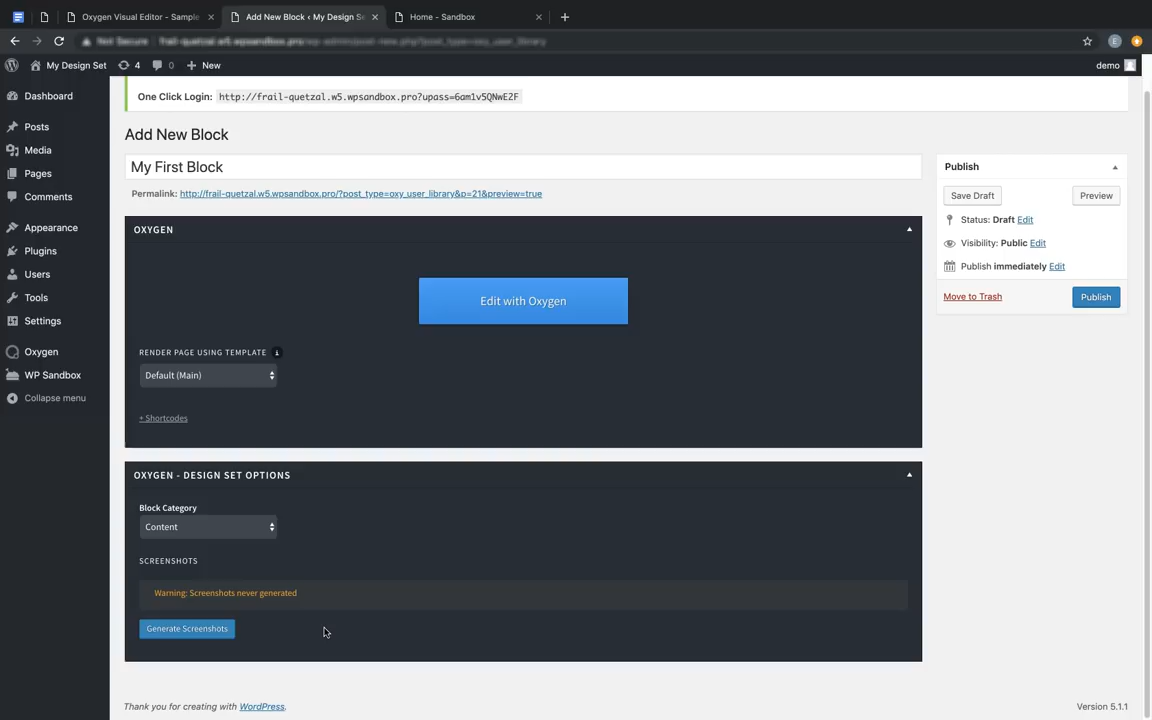 Oxygen Visual Editor - Sample
Add New Block ‹ My Design Se
Home - Sandbox
Not Secure frail-quetzal.w5.wpsandbox.pro/wp-admin/post-new.php?post_type=oxy_user_library
E
My Design Set 4 0 New demo
One Click Login: http://frail-quetzal.w5.wpsandbox.pro?upass=6am1v5QNwE2F
Dashboard
Posts
Media
Pages
Comments
Appearance
Plugins
Users
Tools
Settings
Oxygen
WP Sandbox
Collapse menu
Add New Block
My First Block
Permalink: http://frail-quetzal.w5.wpsandbox.pro/?post_type=oxy_user_library&p=21&preview=true
OXYGEN
Edit with Oxygen
RENDER PAGE USING TEMPLATE i
Default (Main)
+ Shortcodes
OXYGEN - DESIGN SET OPTIONS
Block Category
Content
SCREENSHOTS
Warning: Screenshots never generated
Generate Screenshots
Publish
Save Draft Preview
Status: Draft Edit
Visibility: Public Edit
Publish immediately Edit
Move to Trash Publish
Thank you for creating with WordPress.
Version 5.1.1